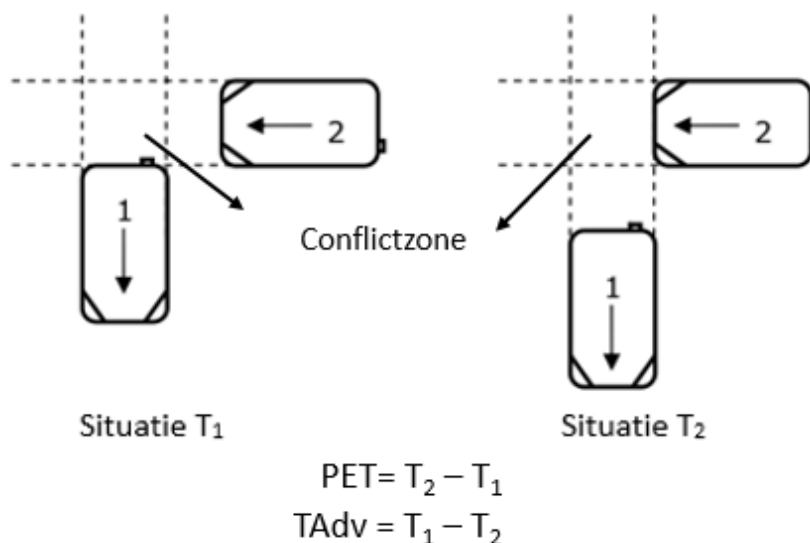 2
2
1
Conflictzone
1
Situatie T₁
Situatie T₂
PET= T₂ – T₁
TAdv = T₁ – T₂